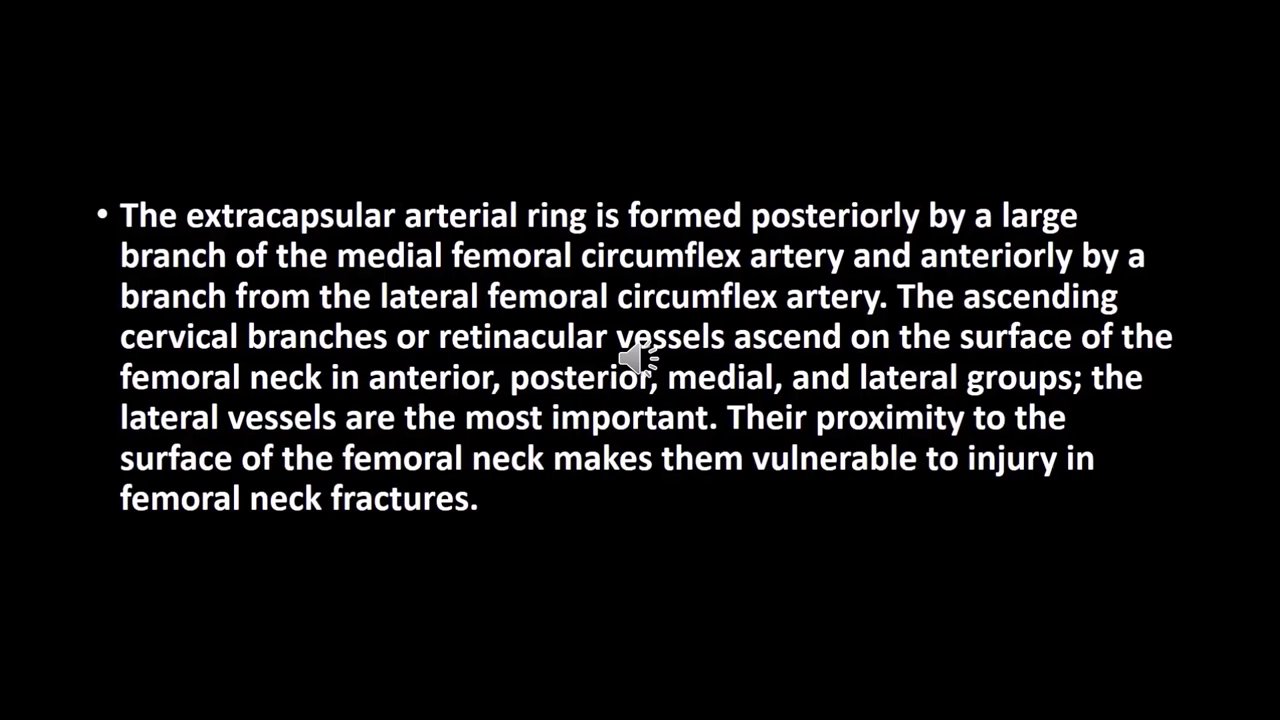 • The extracapsular arterial ring is formed posteriorly by a large
branch of the medial femoral circumflex artery and anteriorly by a
branch from the lateral femoral circumflex artery. The ascending
cervical branches or retinacular vessels ascend on the surface of the
femoral neck in anterior, posterior, medial, and lateral groups; the
lateral vessels are the most important. Their proximity to the
surface of the femoral neck makes them vulnerable to injury in
femoral neck fractures.